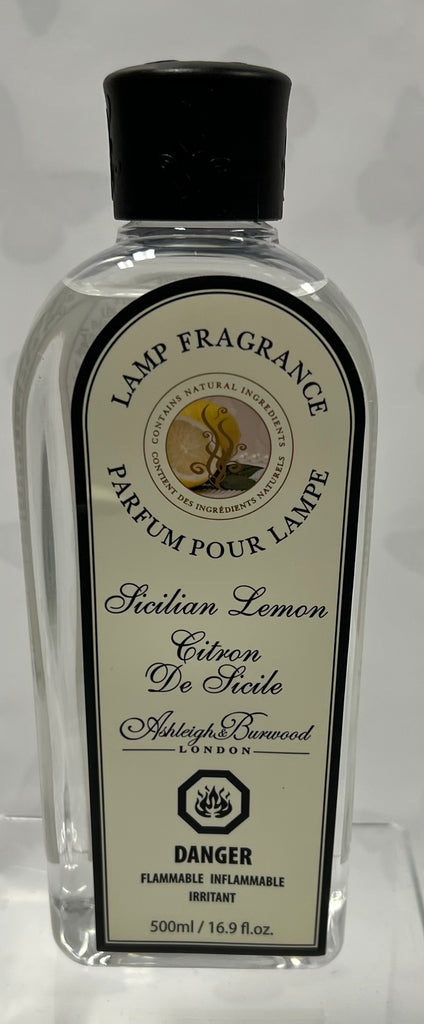 LAMP FRAGRANCE
CONTAINS NATURAL INGREDIENTS
CONTIENT DES INGRÉDIENTS NATURELS
PARFUM POUR LAMPE
Sicilian Lemon
Citron
De Sicile
Ashleigh & Burwood
LONDON
DANGER
FLAMMABLE INFLAMMABLE
IRRITANT
500ml / 16.9 fl.oz.